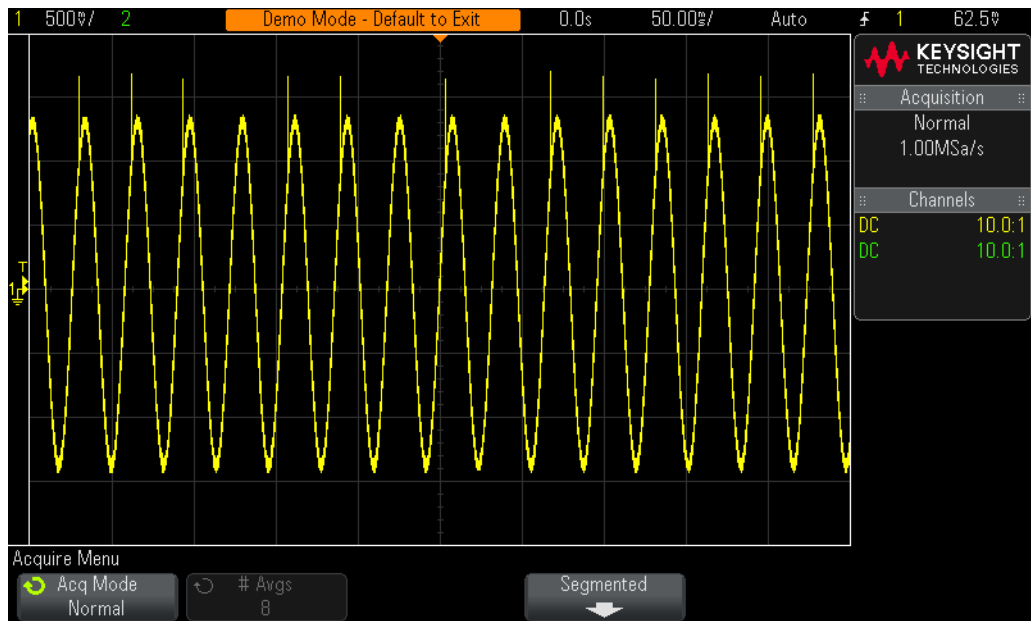 1 500mV/ 2 Demo Mode - Default to Exit 0.0s 50.00ms/ Auto 1 62.5mV
KEYSIGHT
TECHNOLOGIES
Acquisition
Normal
1.00MSa/s
Channels
DC 10.0:1
DC 10.0:1
T
1
Acquire Menu
Acq Mode
Normal
# Avgs
8
Segmented